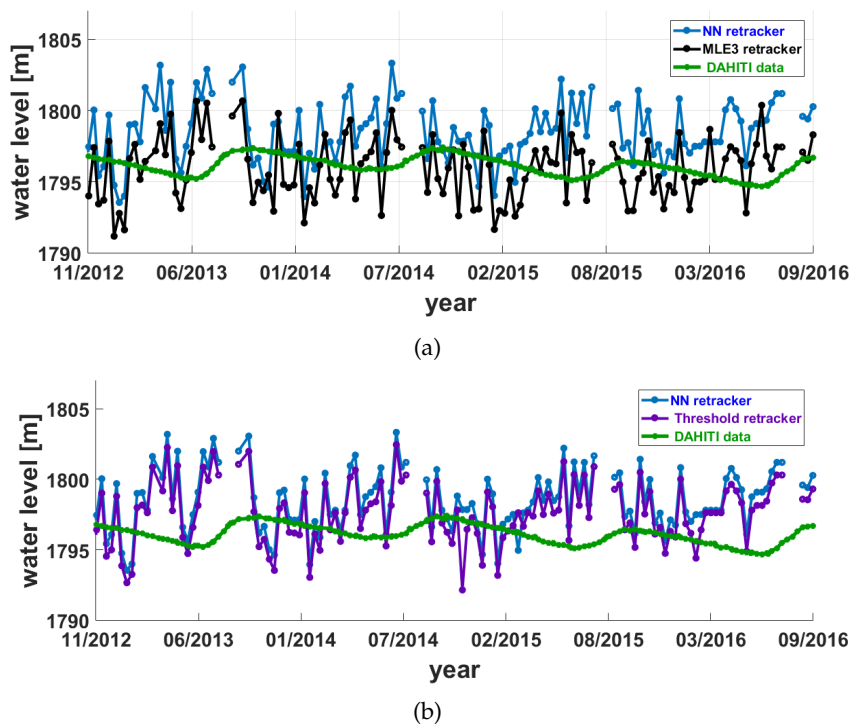 1805
1800
1795
1790
water level [m]
NN retracker
MLE3 retracker
DAHITI data
11/2012 06/2013 01/2014 07/2014 02/2015 08/2015 03/2016 09/2016
year
(a)
1805
1800
1795
1790
water level [m]
NN retracker
Threshold retracker
DAHITI data
11/2012 06/2013 01/2014 07/2014 02/2015 08/2015 03/2016 09/2016
year
(b)